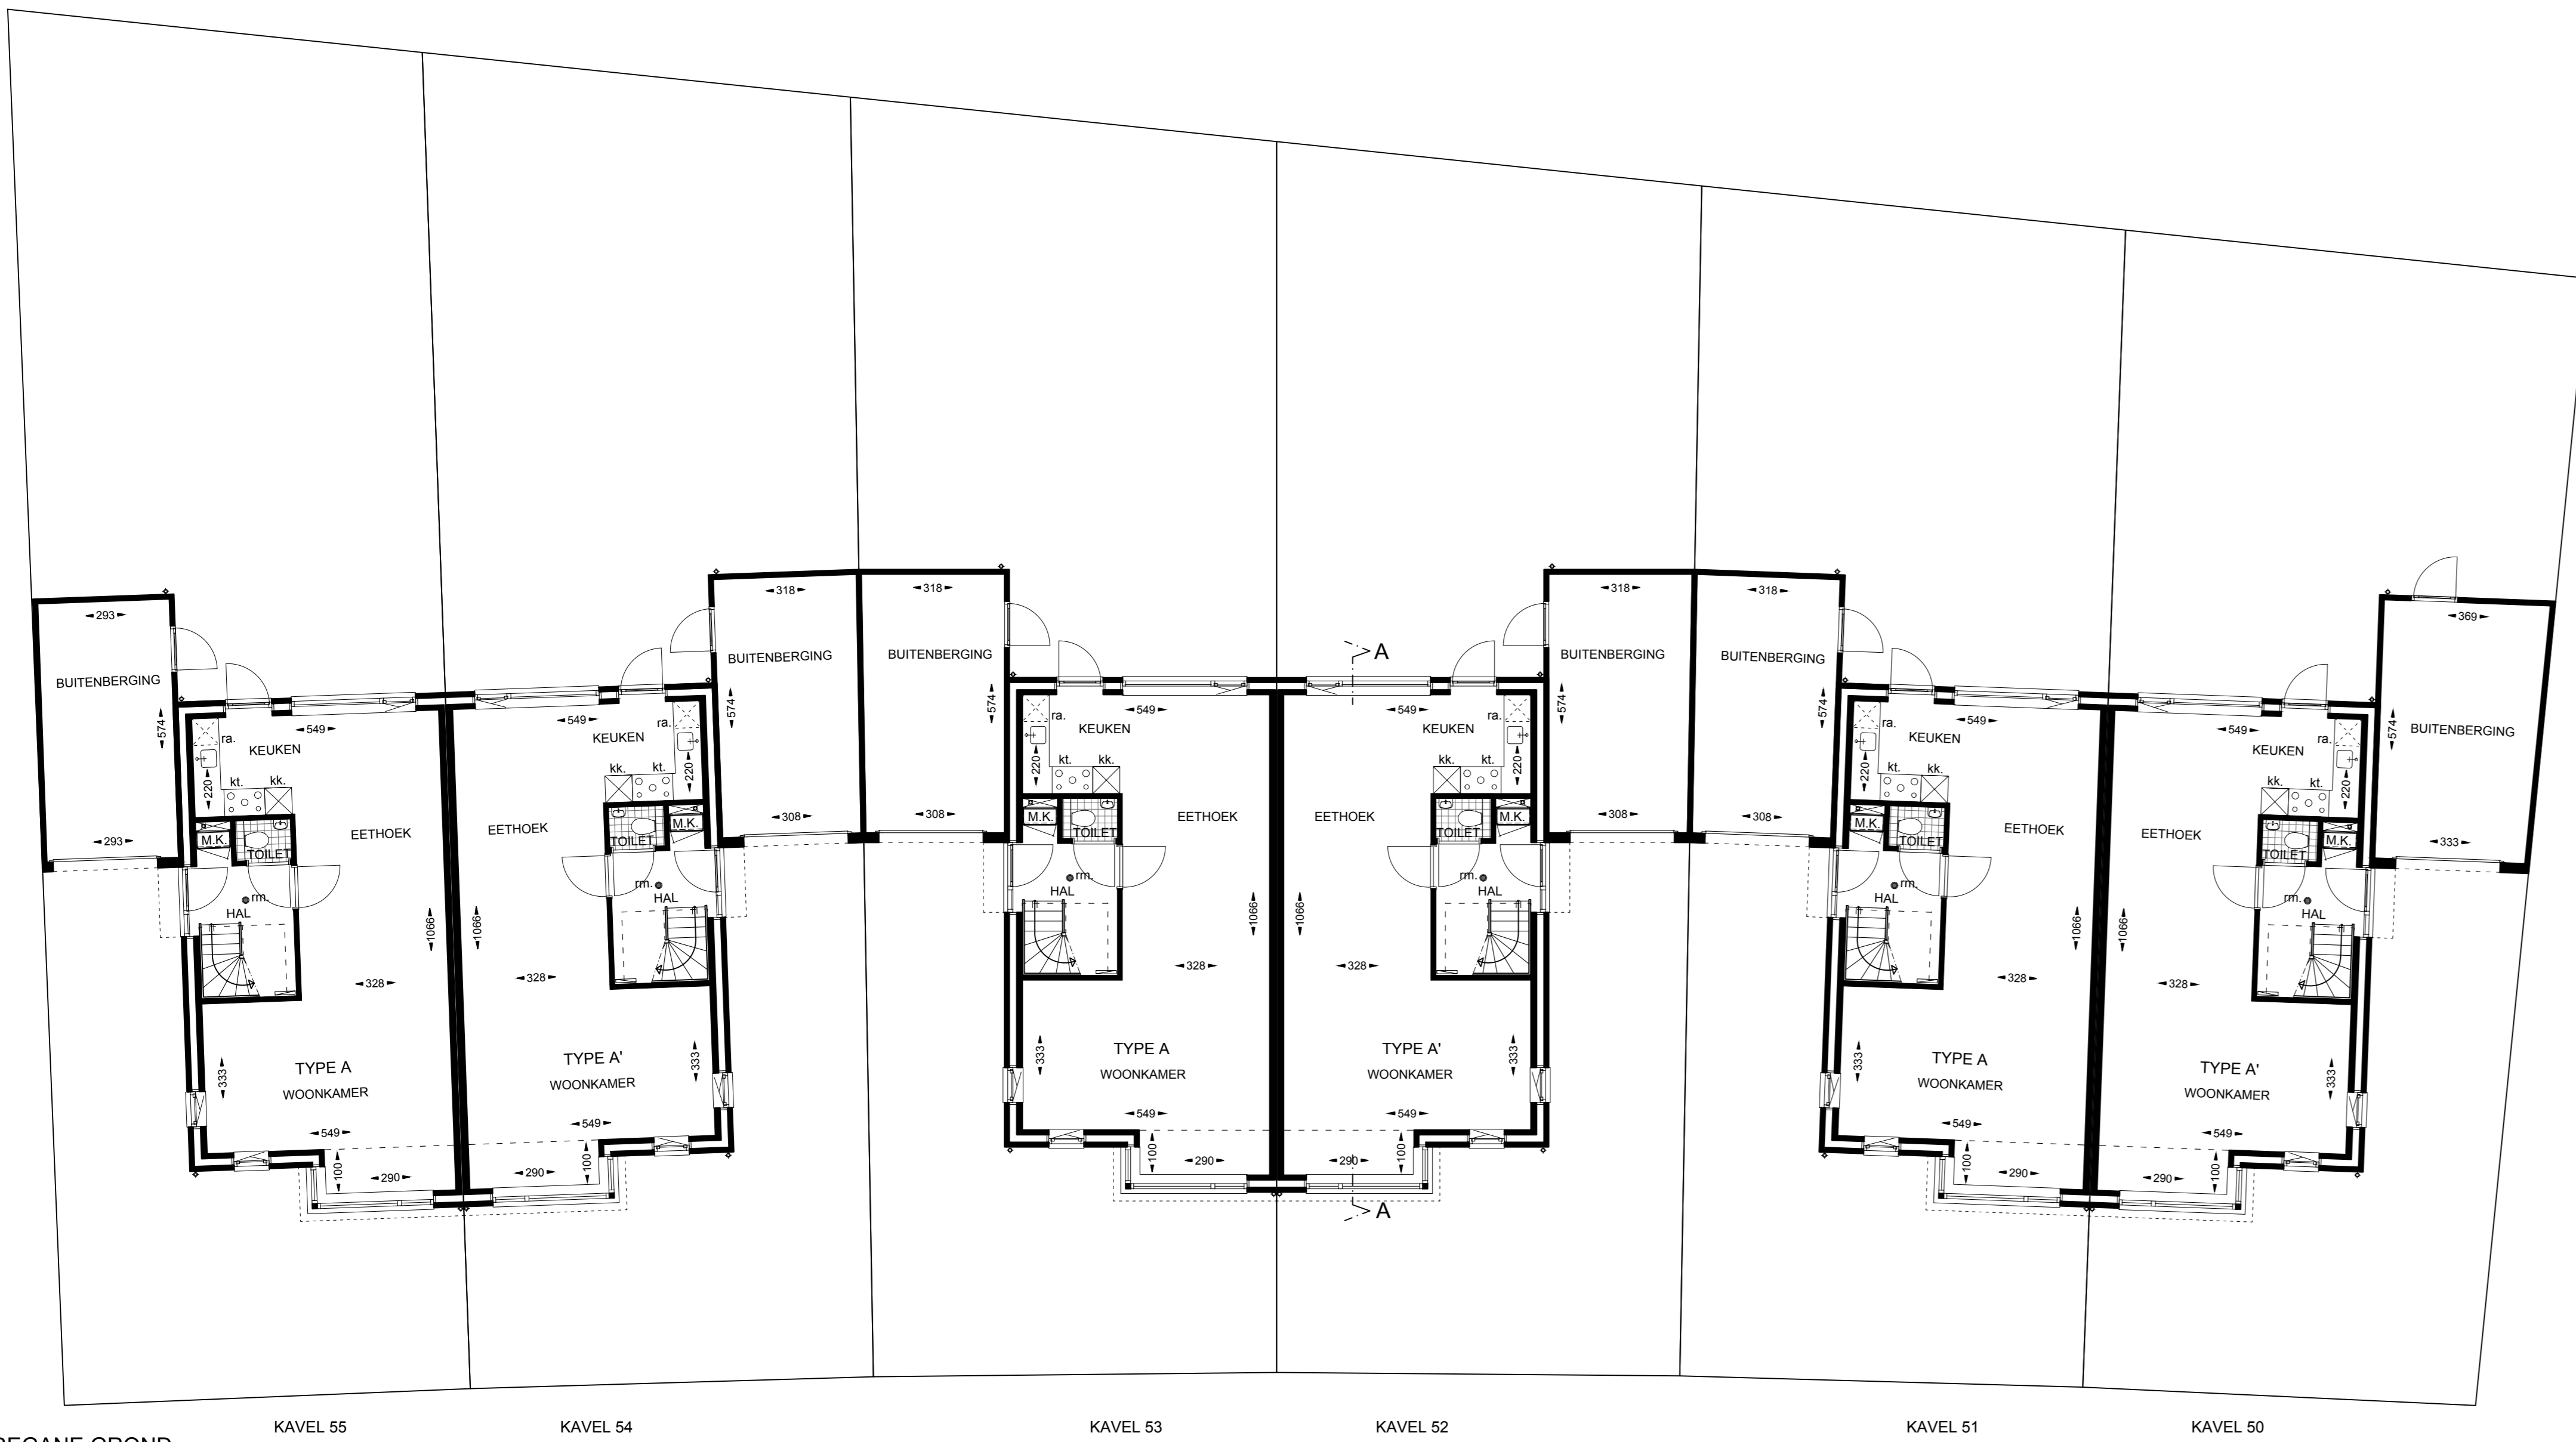 293
BUITENBERGING
574
293
549
ra.
KEUKEN
220
kt.
kk.
M.K.
TOILET
EETHOEK
rm.
HAL
1066
328
333
TYPE A
WOONKAMER
549
100
290
KAVEL 55
318
BUITENBERGING
574
308
549
ra.
KEUKEN
220
kk.
kt.
EETHOEK
TOILET
M.K.
rm.
HAL
1066
328
333
TYPE A'
WOONKAMER
549
100
290
KAVEL 54
318
BUITENBERGING
574
308
549
ra.
KEUKEN
220
kt.
kk.
M.K.
TOILET
EETHOEK
rm.
HAL
1066
328
333
TYPE A
WOONKAMER
549
100
290
KAVEL 53
A
318
BUITENBERGING
574
308
549
ra.
KEUKEN
220
kk.
kt.
EETHOEK
TOILET
M.K.
rm.
HAL
1066
328
333
TYPE A'
WOONKAMER
549
100
290
A
KAVEL 52
318
BUITENBERGING
574
308
549
ra.
KEUKEN
220
kt.
kk.
M.K.
TOILET
EETHOEK
rm.
HAL
1066
328
333
TYPE A
WOONKAMER
549
100
290
KAVEL 51
369
BUITENBERGING
574
333
549
ra.
KEUKEN
220
kk.
kt.
EETHOEK
TOILET
M.K.
rm.
HAL
1066
328
333
TYPE A'
WOONKAMER
549
100
290
KAVEL 50